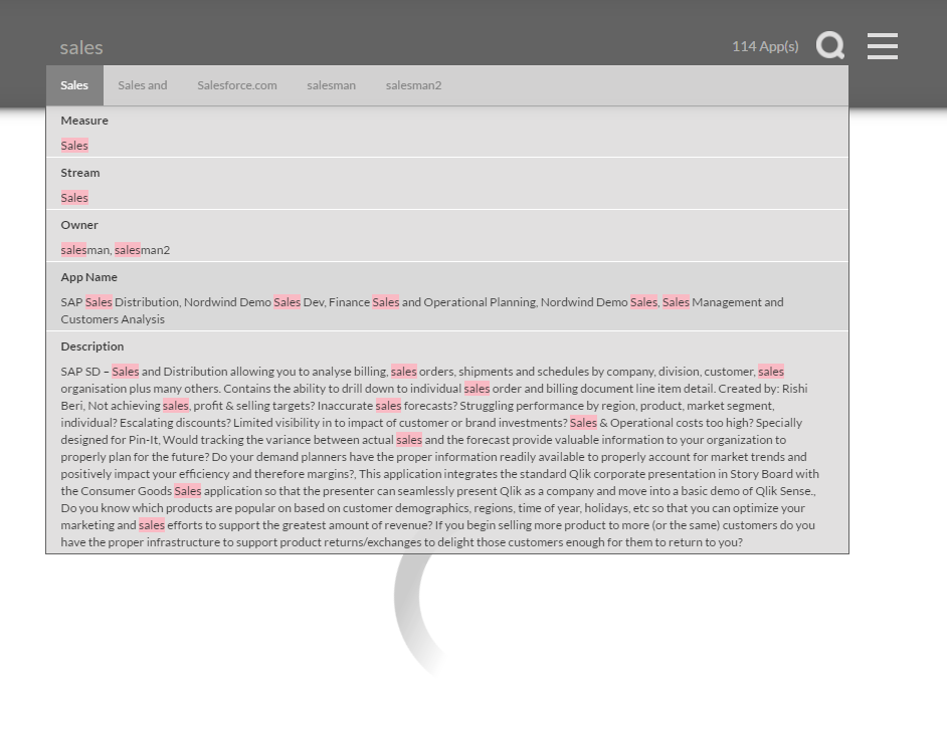 sales
114 App(s)
Sales Sales and Salesforce.com salesman salesman2
Measure
Sales
Stream
Sales
Owner
salesman, salesman2
App Name
SAP Sales Distribution, Nordwind Demo Sales Dev, Finance Sales and Operational Planning, Nordwind Demo Sales, Sales Management and
Customers Analysis
Description
SAP SD – Sales and Distribution allowing you to analyse billing, sales orders, shipments and schedules by company, division, customer, sales
organisation plus many others. Contains the ability to drill down to individual sales order and billing document line item detail. Created by: Rishi
Beri, Not achieving sales, profit & selling targets? Inaccurate sales forecasts? Struggling performance by region, product, market segment,
individual? Escalating discounts? Limited visibility in to impact of customer or brand investments? Sales & Operational costs too high? Specially
designed for Pin-It, Would tracking the variance between actual sales and the forecast provide valuable information to your organization to
properly plan for the future? Do your demand planners have the proper information readily available to properly account for market trends and
positively impact your efficiency and therefore margins?, This application integrates the standard Qlik corporate presentation in Story Board with
the Consumer Goods Sales application so that the presenter can seamlessly present Qlik as a company and move into a basic demo of Qlik Sense.,
Do you know which products are popular on based on customer demographics, regions, time of year, holidays, etc so that you can optimize your
marketing and sales efforts to support the greatest amount of revenue? If you begin selling more product to more (or the same) customers do you
have the proper infrastructure to support product returns/exchanges to delight those customers enough for them to return to you?